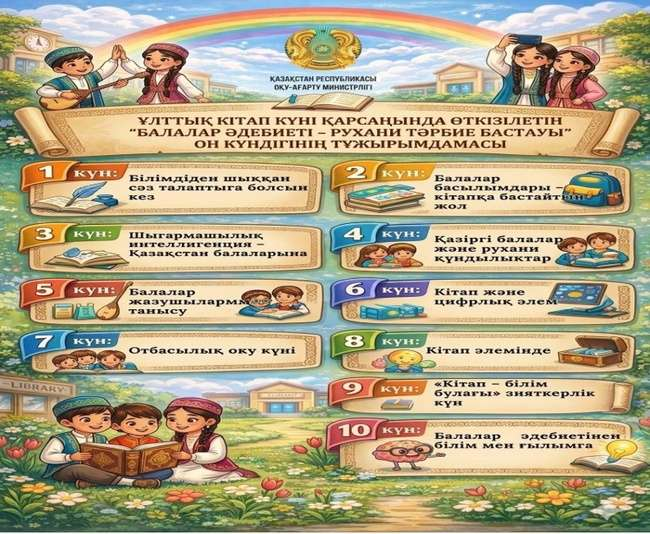 ҚАЗАҚСТАН РЕСПУБЛИКАСЫ
ОҚУ-АҒАРТУ МИНИСТРЛІГІ
ҰЛТТЫҚ КІТАП КҮНІ ҚАРСАҢЫНДА ӨТКІЗІЛЕТІН
“БАЛАЛАР ӘДЕБИЕТІ – РУХАНИ ТӘРБИЕ БАСТАУЫ”
ОН КҮНДІГІНІҢ ТҰЖЫРЫМДАМАСЫ
1 күн:
Білімдіден шыққан
сөз талаптыға болсын
кез
2 күн:
Балалар
басылымдары –
кітапқа бастайтын
жол
3 күн:
Шығармашылық
интеллигенция –
Қазақстан балаларына
4 күн:
Қазіргі балалар
және рухани
құндылықтар
5 күн:
Балалар
жазушыларымен
танысу
6 күн:
Кітап және
цифрлық әлем
7 күн:
Отбасылық оку күні
8 күн:
Кітап әлемінде
9 күн:
«Кітап – білім
бұлағы» зияткерлік
күн
10 күн:
Балалар әдебиетінен
білім мен ғылымға
LIBRARY